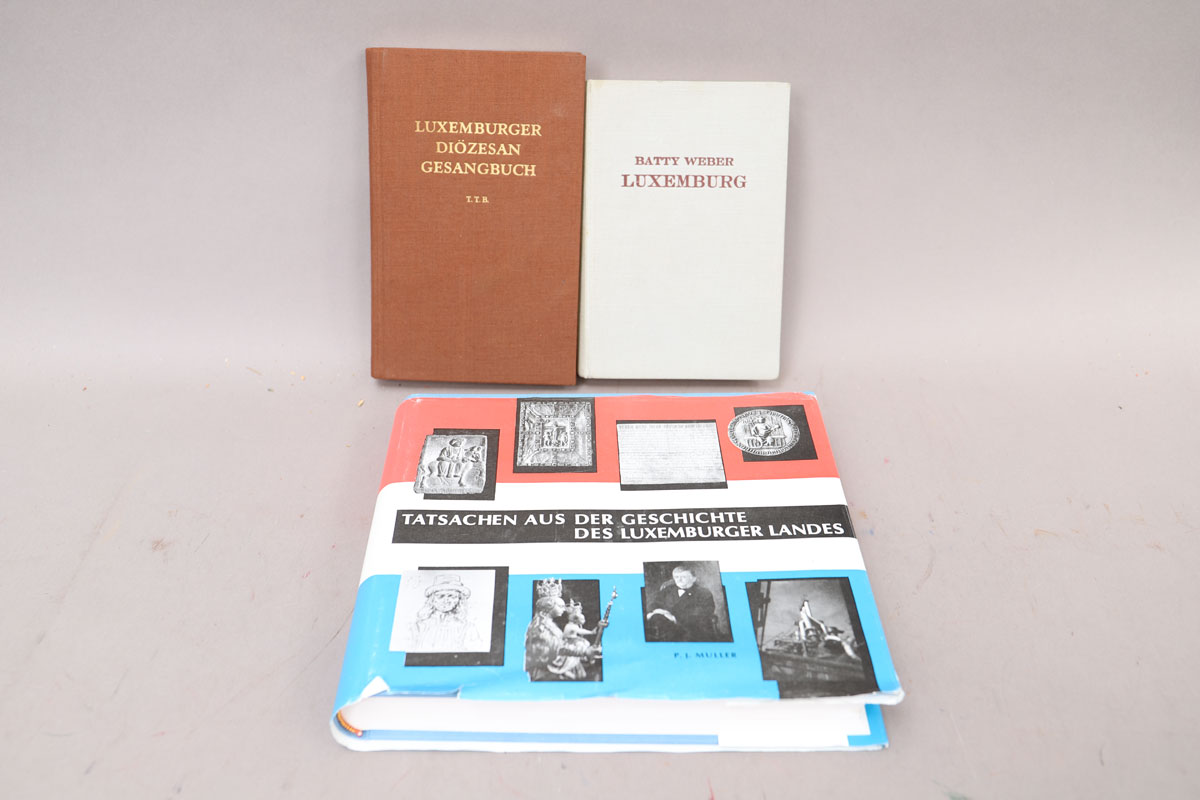 LUXEMBURGER
DIÖZESAN
GESANGBUCH
T. T. B.
BATTY WEBER
LUXEMBURG
TATSACHEN AUS DER GESCHICHTE
DES LUXEMBURGER LANDES
P. J. MULLER